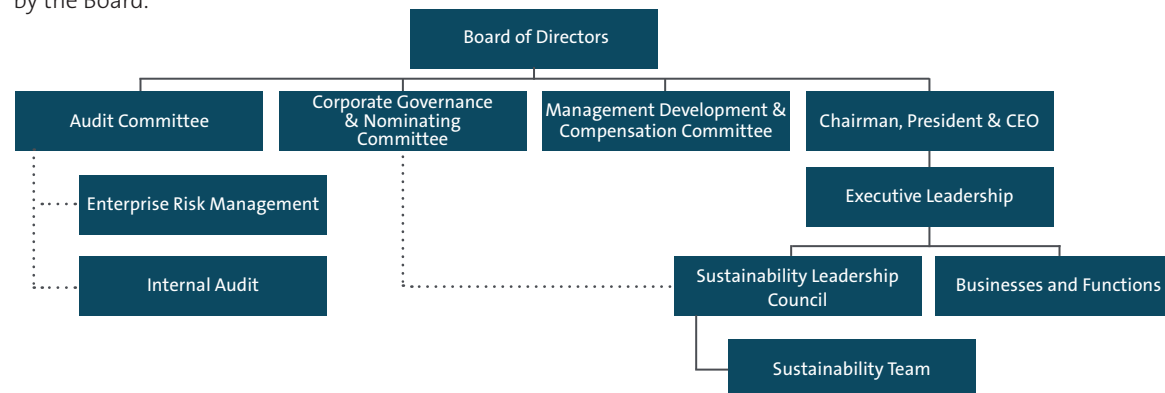 by the Board.
Board of Directors
Audit Committee
Corporate Governance
& Nominating
Committee
Management Development &
Compensation Committee
Chairman, President & CEO
Enterprise Risk Management
Executive Leadership
Internal Audit
Sustainability Leadership
Council
Businesses and Functions
Sustainability Team